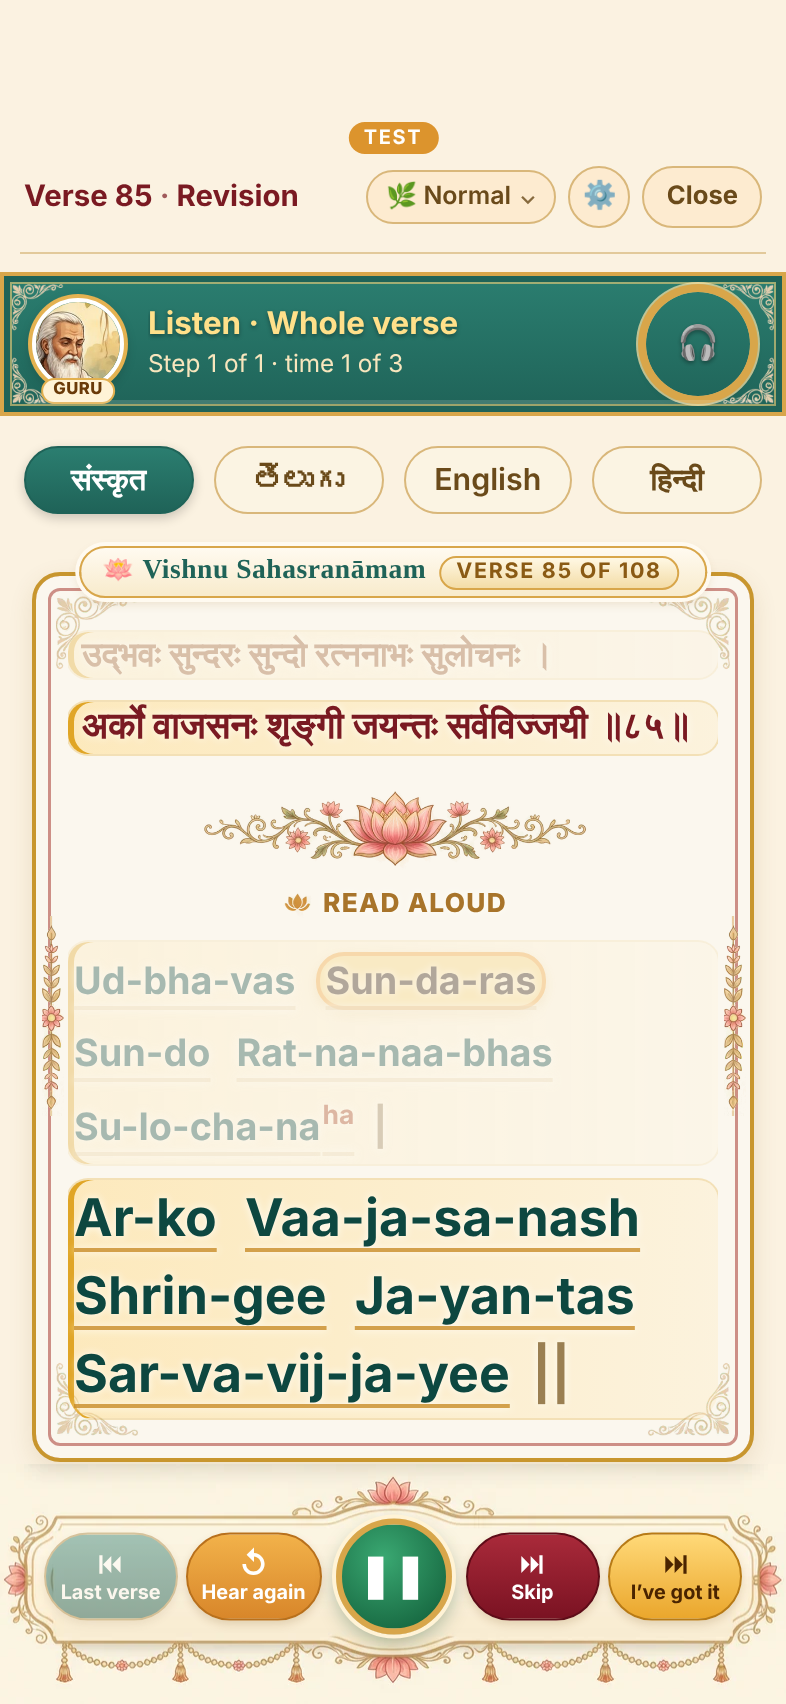 TEST
Verse 85 · Revision
Normal
Close
Listen · Whole verse
Step 1 of 1 · time 1 of 3
GURU
संस्कृत
తెలుగు
English
हिन्दी
Vishnu Sahasranāmam
VERSE 85 OF 108
उद्भवः सुन्दरः सुन्दो रत्ननाभः सुलोचनः ।
अर्को वाजसनः शृङ्गी जयन्तः सर्वविज्जयी ॥८५॥
READ ALOUD
Ud-bha-vas Sun-da-ras
Sun-do Rat-na-naa-bhas
Su-lo-cha-na ha |
Ar-ko Vaa-ja-sa-nash
Shrin-gee Ja-yan-tas
Sar-va-vij-ja-yee ||
Last verse
Hear again
Skip
I've got it